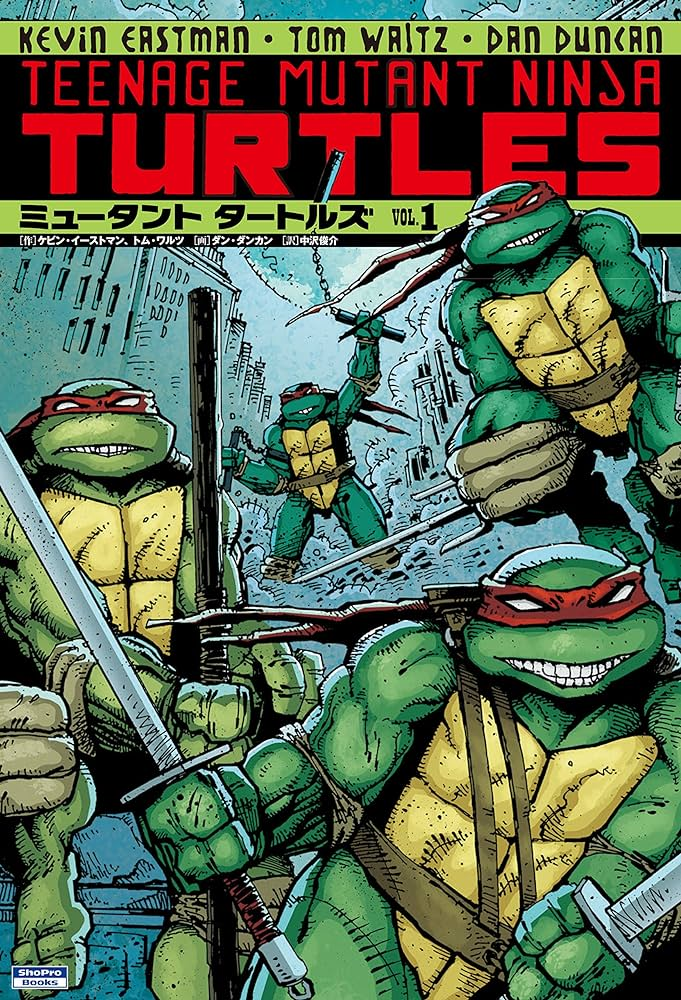 KEVIN EASTMAN • TOM WALTZ • DAN DUNCAN
TEENAGE MUTANT NINJA
TURTLES
ミュータント タートルズ VOL.1
[作]ケビン・イーストマン、トム・ワルツ [画]ダン・ダンカン [訳]中沢俊介
ShoPro
Books